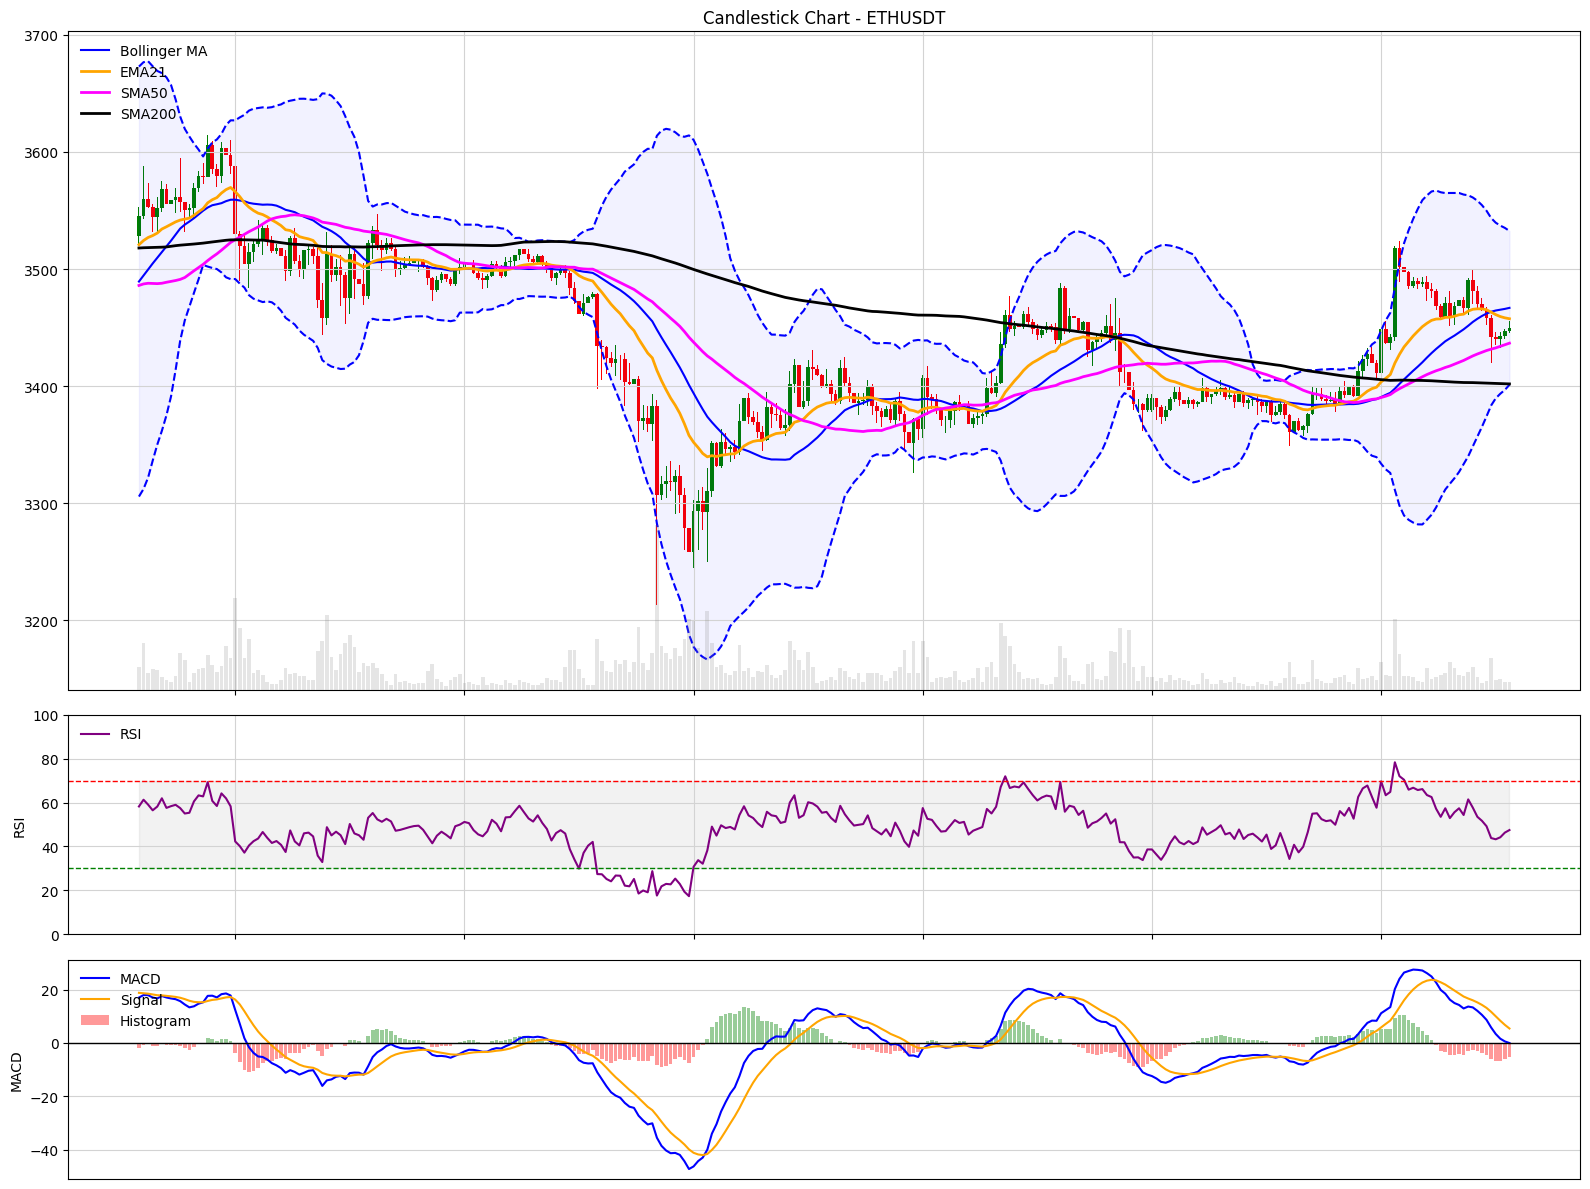 Candlestick Chart - ETHUSDT
3700
3600
3500
3400
3300
3200
Bollinger MA
EMA21
SMA50
SMA200
100
80
60
40
20
0
RSI
RSI
20
0
−20
−40
MACD
MACD
Signal
Histogram